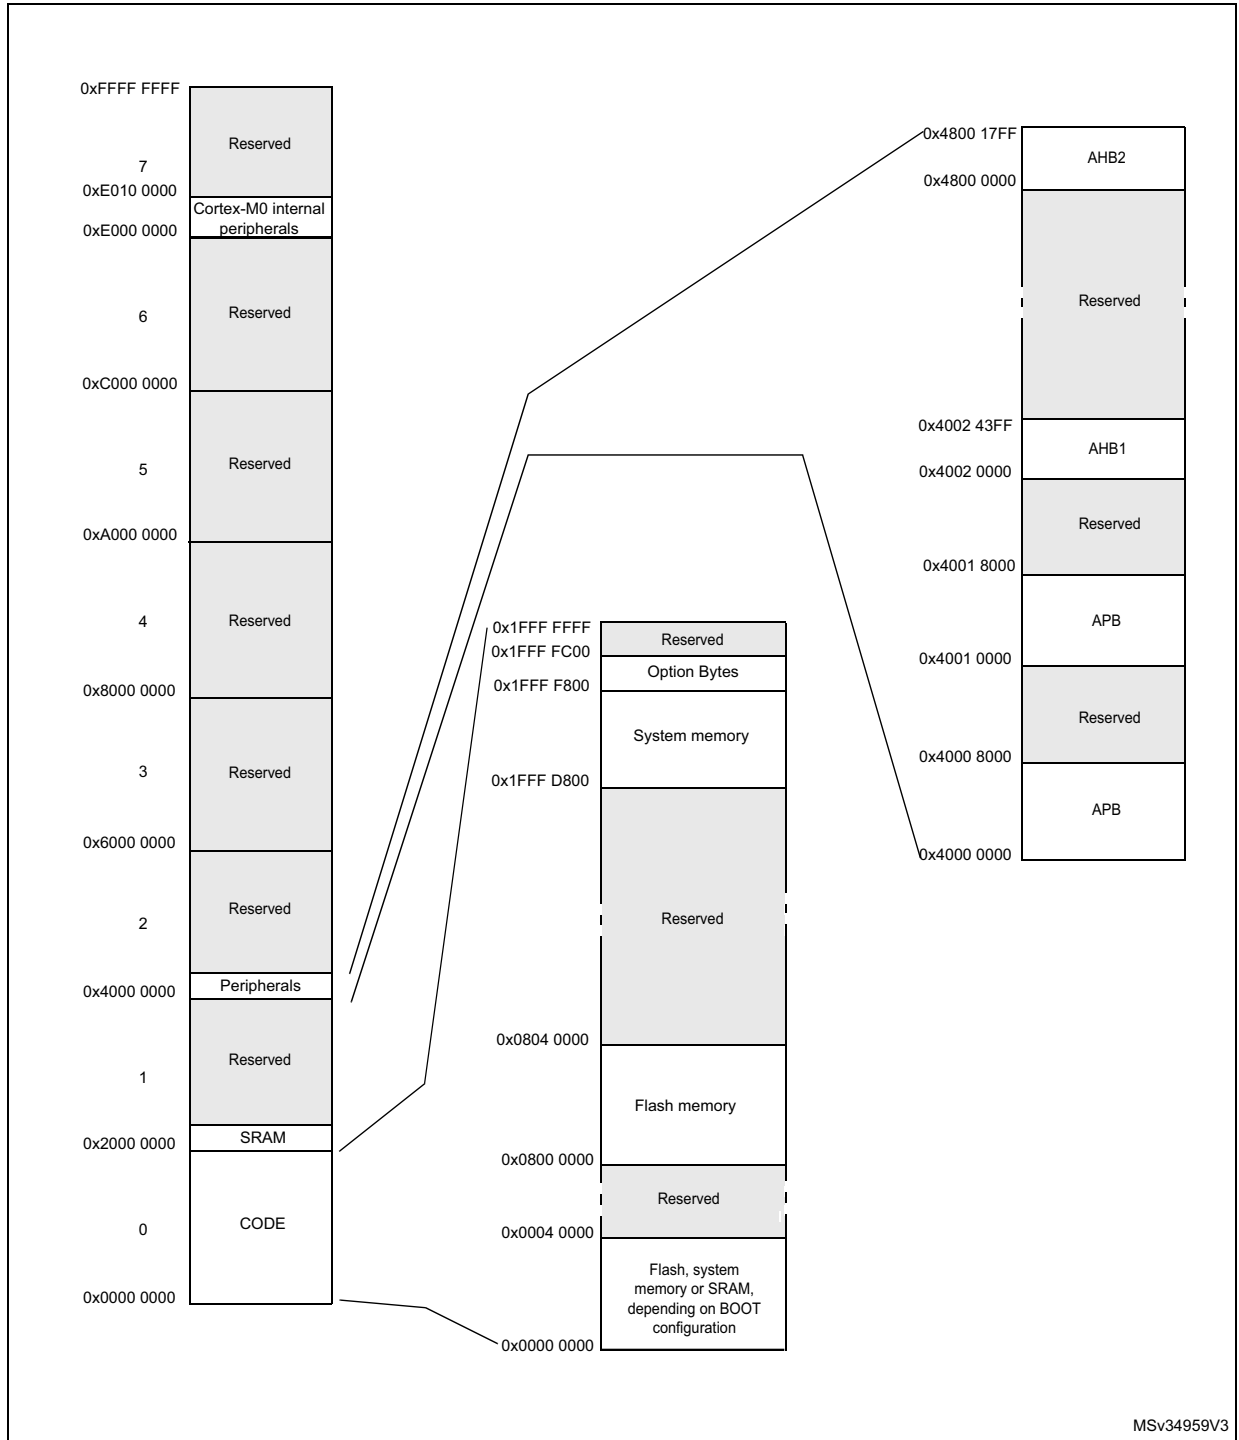 0xFFFF FFFF
Reserved
7
0xE010 0000
Cortex-M0 internal
peripherals
0xE000 0000
Reserved
6
0xC000 0000
Reserved
5
0xA000 0000
Reserved
4
0x8000 0000
Reserved
3
0x6000 0000
Reserved
2
Peripherals
0x4000 0000
Reserved
1
SRAM
0x2000 0000
CODE
0
0x0000 0000
0x1FFF FFFF
Reserved
0x1FFF FC00
Option Bytes
0x1FFF F800
System memory
0x1FFF D800
Reserved
0x0804 0000
Flash memory
0x0800 0000
Reserved
0x0004 0000
Flash, system
memory or SRAM,
depending on BOOT
configuration
0x0000 0000
0x4800 17FF
AHB2
0x4800 0000
Reserved
0x4002 43FF
AHB1
0x4002 0000
Reserved
0x4001 8000
APB
0x4001 0000
Reserved
0x4000 8000
APB
0x4000 0000
MSv34959V3